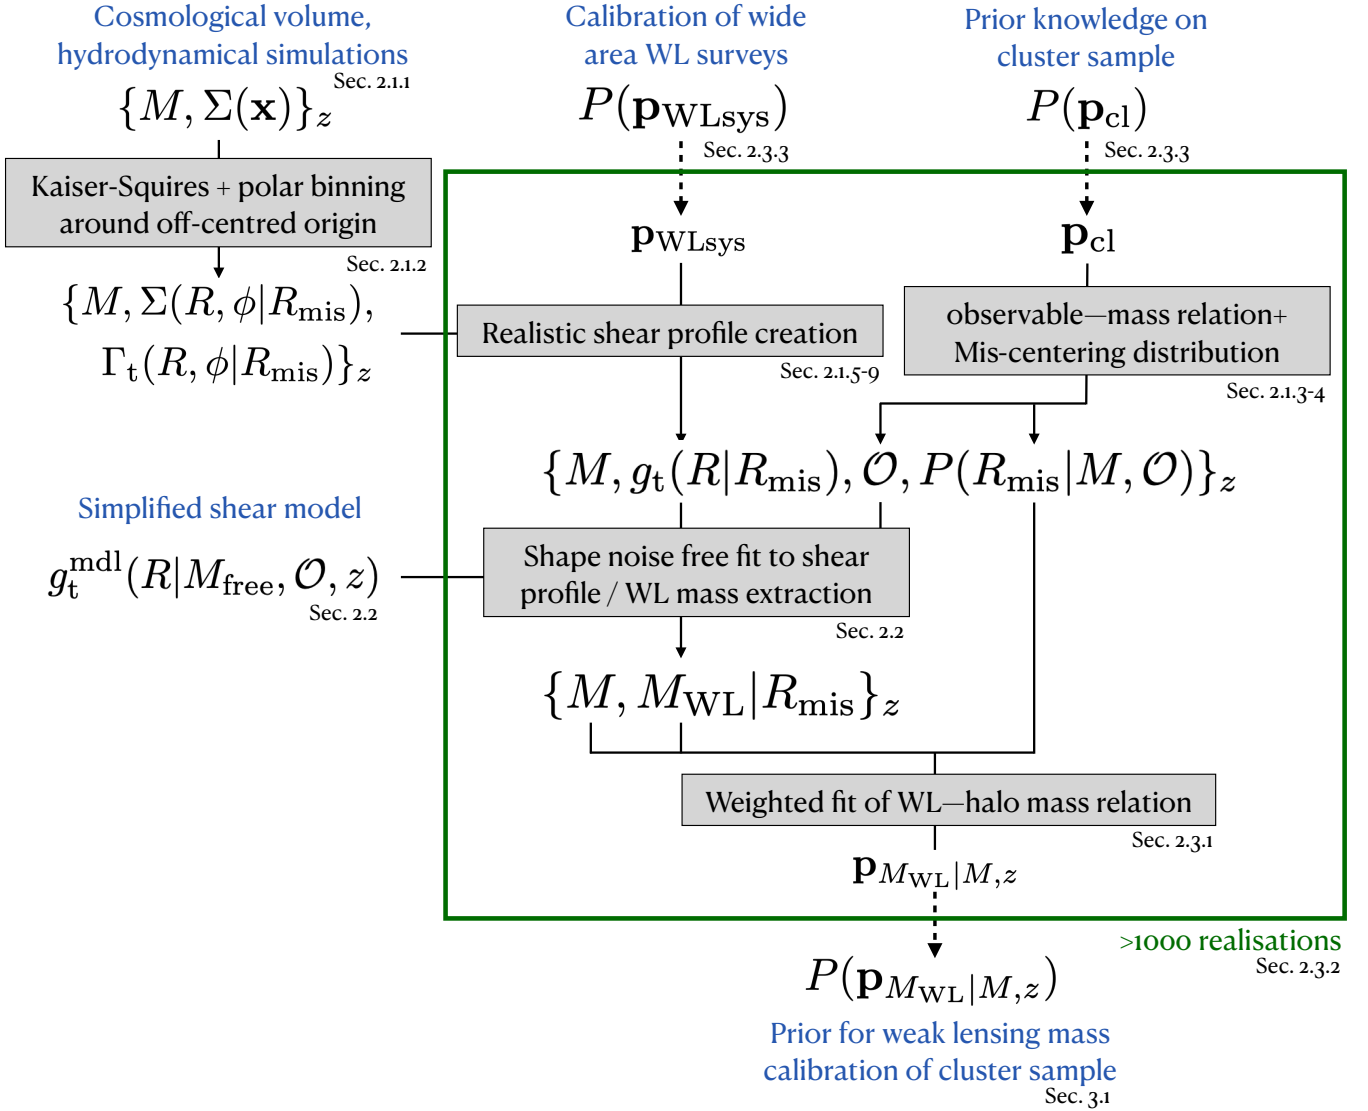 Cosmological volume,
hydrodynamical simulations
Sec. 2.1.1
{M, Σ(x)}_z
Calibration of wide
area WL surveys
P(p_WLsys)
Sec. 2.3.3
Prior knowledge on
cluster sample
P(p_cl)
Sec. 2.3.3
Kaiser-Squires + polar binning
around off-centred origin
Sec. 2.1.2
{M, Σ(R, ϕ|R_mis),
Γ_t(R, ϕ|R_mis)}_z
p_WLsys
p_cl
Realistic shear profile creation
Sec. 2.1.5-9
observable—mass relation+
Mis-centering distribution
Sec. 2.1.3-4
{M, g_t(R|R_mis), 𝒪, P(R_mis|M, 𝒪)}_z
Simplified shear model
g_t^mdl(R|M_free, 𝒪, z)
Sec. 2.2
Shape noise free fit to shear
profile / WL mass extraction
Sec. 2.2
{M, M_WL|R_mis}_z
Weighted fit of WL—halo mass relation
Sec. 2.3.1
p_{M_WL|M,z}
>1000 realisations
Sec. 2.3.2
P(p_{M_WL|M,z})
Prior for weak lensing mass
calibration of cluster sample
Sec. 3.1